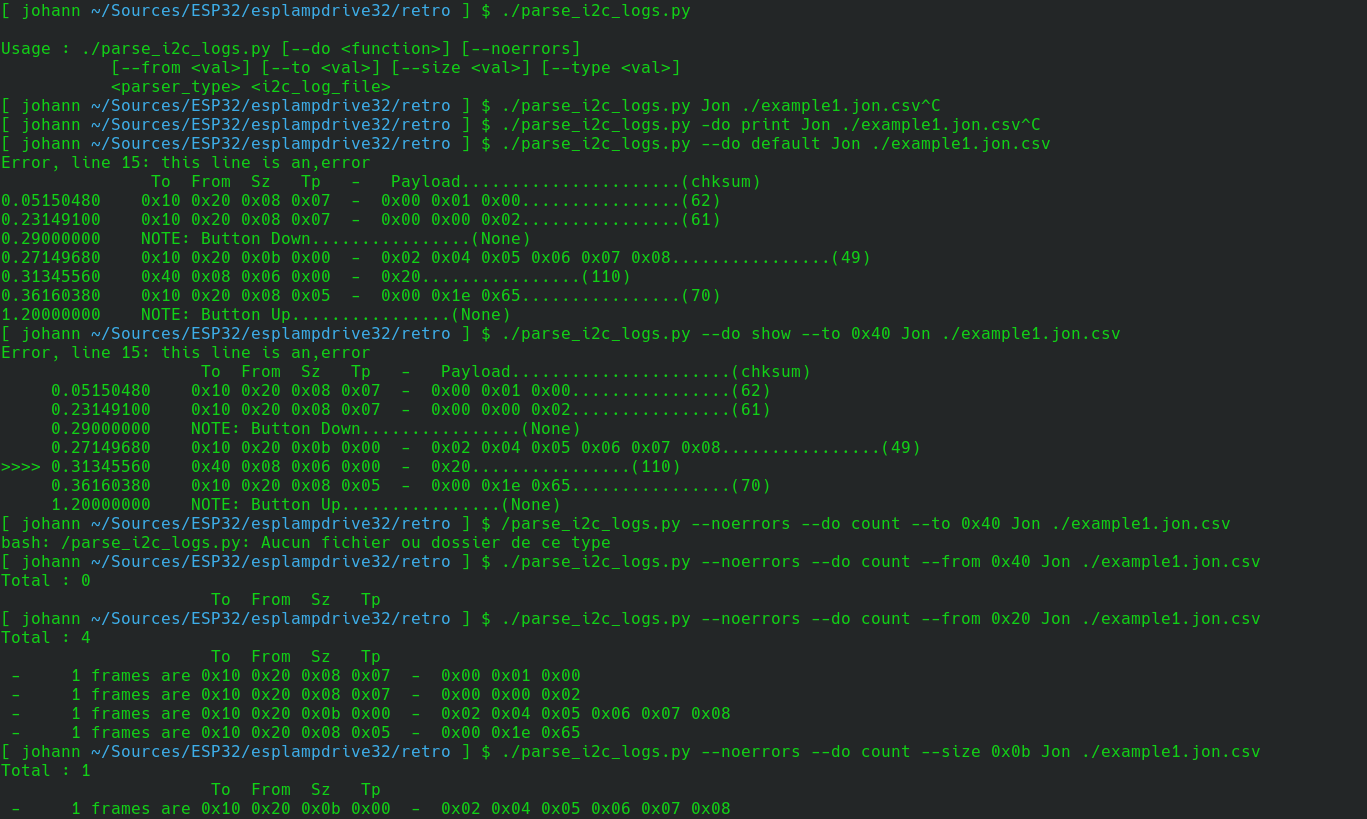 [ johann ~/Sources/ESP32/esplampdrive32/retro ] $ ./parse_i2c_logs.py

Usage : ./parse_i2c_logs.py [--do <function>] [--noerrors]
           [--from <val>] [--to <val>] [--size <val>] [--type <val>]
           <parser_type> <i2c_log_file>
[ johann ~/Sources/ESP32/esplampdrive32/retro ] $ ./parse_i2c_logs.py Jon ./example1.jon.csv^C
[ johann ~/Sources/ESP32/esplampdrive32/retro ] $ ./parse_i2c_logs.py -do print Jon ./example1.jon.csv^C
[ johann ~/Sources/ESP32/esplampdrive32/retro ] $ ./parse_i2c_logs.py --do default Jon ./example1.jon.csv
Error, line 15: this line is an,error
               To  From  Sz   Tp   -   Payload......................(chksum)
0.05150480    0x10 0x20 0x08 0x07  -  0x00 0x01 0x00................(62)
0.23149100    0x10 0x20 0x08 0x07  -  0x00 0x00 0x02................(61)
0.29000000    NOTE: Button Down................(None)
0.27149680    0x10 0x20 0x0b 0x00  -  0x02 0x04 0x05 0x06 0x07 0x08................(49)
0.31345560    0x40 0x08 0x06 0x00  -  0x20................(110)
0.36160380    0x10 0x20 0x08 0x05  -  0x00 0x1e 0x65................(70)
1.20000000    NOTE: Button Up................(None)
[ johann ~/Sources/ESP32/esplampdrive32/retro ] $ ./parse_i2c_logs.py --do show --to 0x40 Jon ./example1.jon.csv
Error, line 15: this line is an,error
                    To  From  Sz   Tp   -   Payload......................(chksum)
     0.05150480    0x10 0x20 0x08 0x07  -  0x00 0x01 0x00................(62)
     0.23149100    0x10 0x20 0x08 0x07  -  0x00 0x00 0x02................(61)
     0.29000000    NOTE: Button Down................(None)
     0.27149680    0x10 0x20 0x0b 0x00  -  0x02 0x04 0x05 0x06 0x07 0x08................(49)
>>>> 0.31345560    0x40 0x08 0x06 0x00  -  0x20................(110)
     0.36160380    0x10 0x20 0x08 0x05  -  0x00 0x1e 0x65................(70)
     1.20000000    NOTE: Button Up................(None)
[ johann ~/Sources/ESP32/esplampdrive32/retro ] $ /parse_i2c_logs.py --noerrors --do count --to 0x40 Jon ./example1.jon.csv
bash: /parse_i2c_logs.py: Aucun fichier ou dossier de ce type
[ johann ~/Sources/ESP32/esplampdrive32/retro ] $ ./parse_i2c_logs.py --noerrors --do count --from 0x40 Jon ./example1.jon.csv
Total : 0
                     To  From  Sz   Tp
[ johann ~/Sources/ESP32/esplampdrive32/retro ] $ ./parse_i2c_logs.py --noerrors --do count --from 0x20 Jon ./example1.jon.csv
Total : 4
                     To  From  Sz   Tp
 -     1 frames are 0x10 0x20 0x08 0x07  -  0x00 0x01 0x00
 -     1 frames are 0x10 0x20 0x08 0x07  -  0x00 0x00 0x02
 -     1 frames are 0x10 0x20 0x0b 0x00  -  0x02 0x04 0x05 0x06 0x07 0x08
 -     1 frames are 0x10 0x20 0x08 0x05  -  0x00 0x1e 0x65
[ johann ~/Sources/ESP32/esplampdrive32/retro ] $ ./parse_i2c_logs.py --noerrors --do count --size 0x0b Jon ./example1.jon.csv
Total : 1
                     To  From  Sz   Tp
 -     1 frames are 0x10 0x20 0x0b 0x00  -  0x02 0x04 0x05 0x06 0x07 0x08